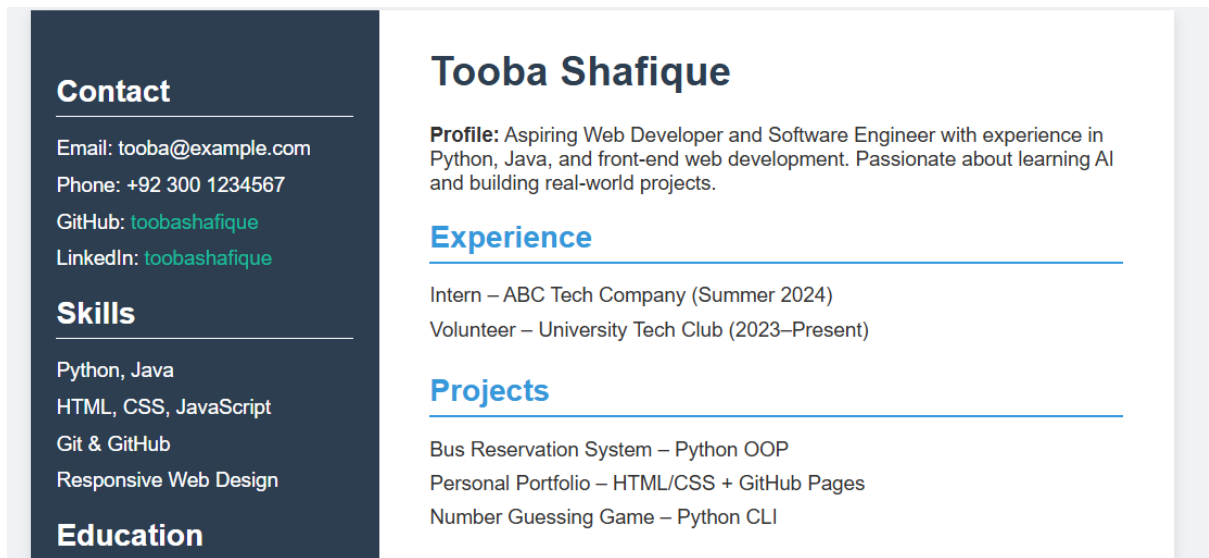 Contact
Email: tooba@example.com
Phone: +92 300 1234567
GitHub: toobashafique
LinkedIn: toobashafique
Skills
Python, Java
HTML, CSS, JavaScript
Git & GitHub
Responsive Web Design
Education
Tooba Shafique
Profile: Aspiring Web Developer and Software Engineer with experience in
Python, Java, and front-end web development. Passionate about learning AI
and building real-world projects.
Experience
Intern – ABC Tech Company (Summer 2024)
Volunteer – University Tech Club (2023–Present)
Projects
Bus Reservation System – Python OOP
Personal Portfolio – HTML/CSS + GitHub Pages
Number Guessing Game – Python CLI